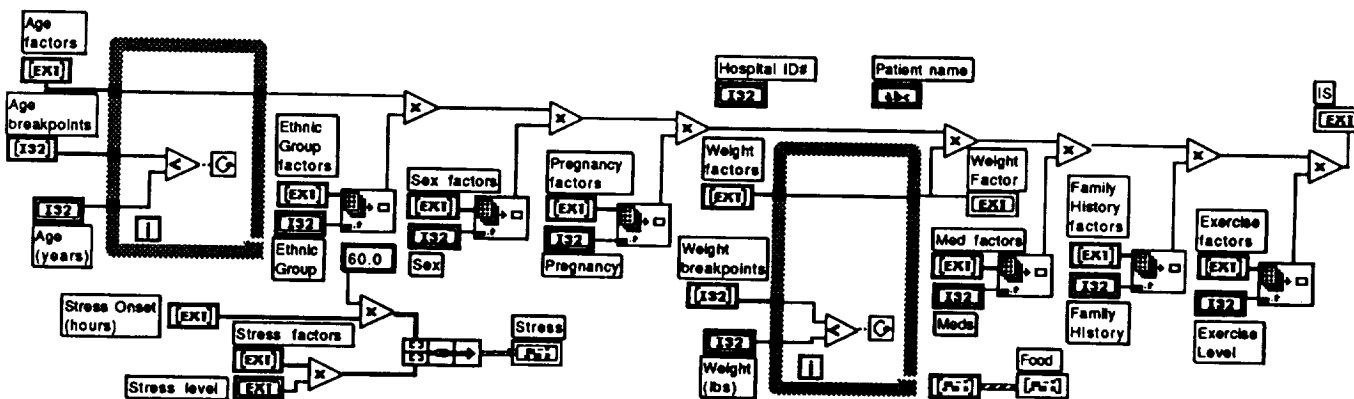 Age
factors
[EXT]
Age
breakpoints
[I32]
I32
Age
(years)
<
i
Ethnic
Group
factors
[EXT]
I32
Ethnic
Group
x
Sex factors
[EXT]
I32
Sex
x
Pregnancy
factors
[EXT]
I32
Pregnancy
x
Hospital ID#
I32
Patient name
abc
Weight
factors
[EXT]
Weight
breakpoints
[I32]
I32
Weight
(lbs)
<
i
x
Weight
Factor
EXT
Med factors
[EXT]
I32
Meds
x
Family
History
factors
[EXT]
I32
Family
History
x
Exercise
factors
[EXT]
I32
Exercise
Level
x
IS
EXT
60.0
Stress Onset
(hours)
[EXT]
x
Stress factors
[EXT]
Stress level
EXT
x
Stress
Food